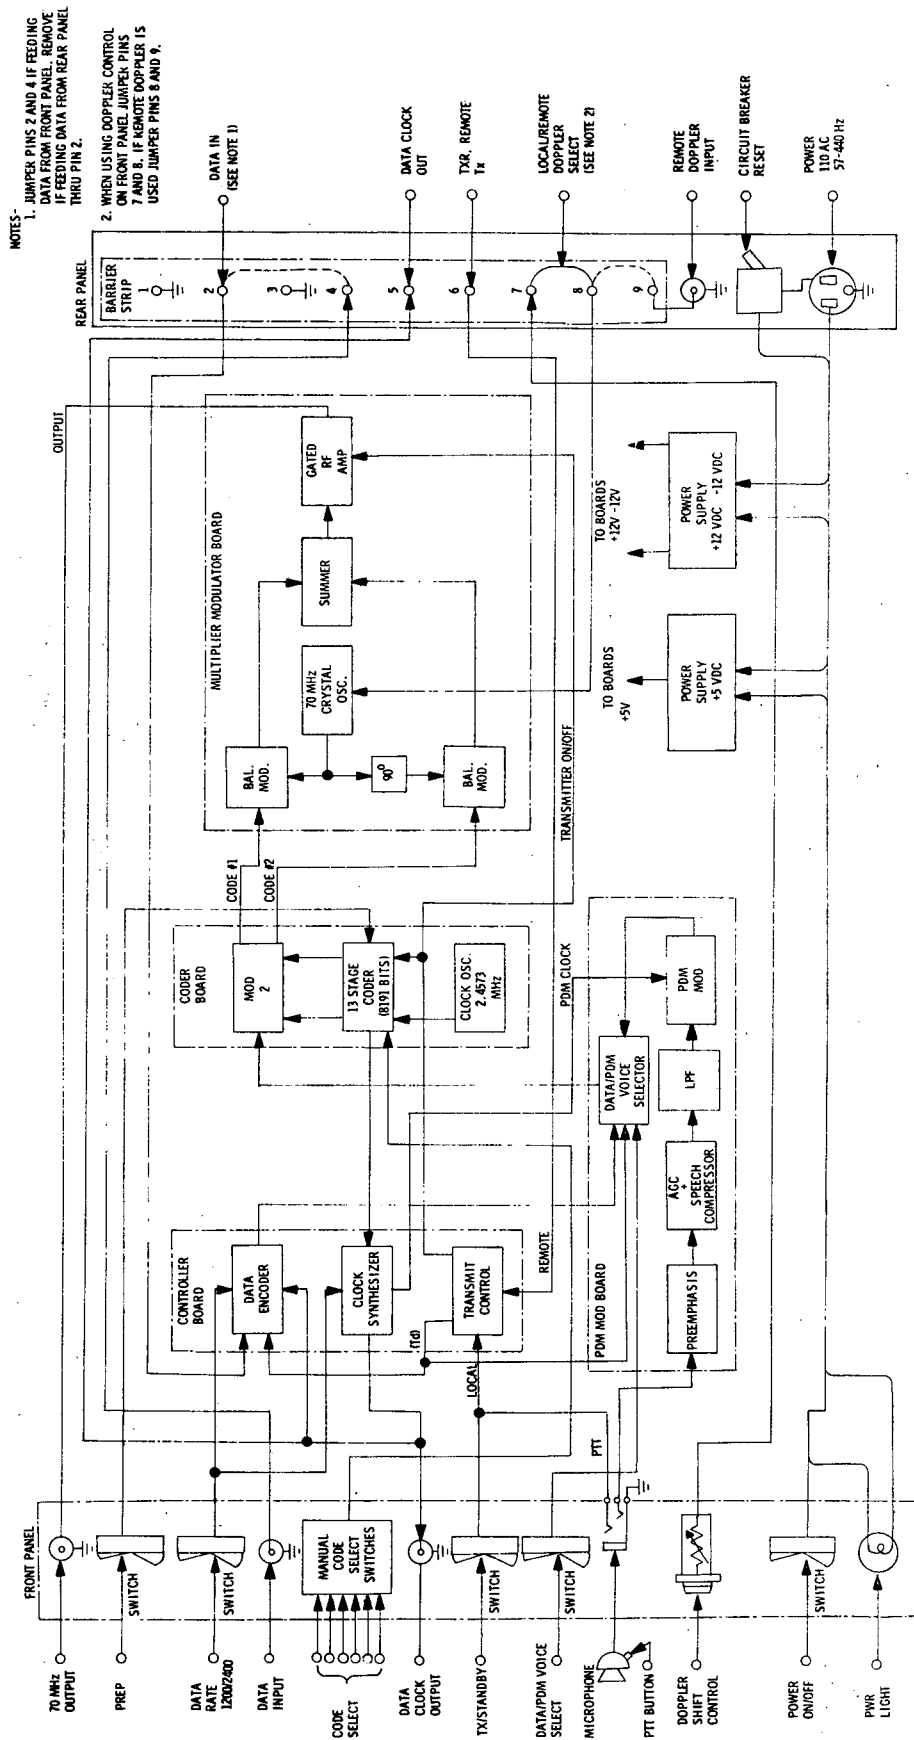 NOTES-
1. JUMPER PINS 2 AND 4 IF FEEDING
DATA FROM FRONT PANEL, REMOVE
IF FEEDING DATA FROM REAR PANEL
THRU PIN 2.
2. WHEN USING DOPPLER CONTROL
ON FRONT PANEL JUMPER PINS
7 AND 8, IF REMOTE DOPPLER IS
USED JUMPER PINS 8 AND 9.
REAR PANEL
BARRIER
STRIP
1
2
3
4
5
6
7
8
9
DATA IN
(SEE NOTE 1)
DATA CLOCK
OUT
TXR, REMOTE
Tx
LOCAL/REMOTE
DOPPLER
SELECT
(SEE NOTE 2)
REMOTE
DOPPLER
INPUT
CIRCUIT BREAKER
RESET
POWER
110 AC
57-440 Hz
OUTPUT
MULTIPLIER MODULATOR BOARD
GATED
RF
AMP
SUMMER
70 MHz
CRYSTAL
OSC.
BAL.
MOD.
90°
BAL.
MOD.
TRANSMITTER ON/OFF
TO BOARDS
+12V -12V
POWER
SUPPLY
+12 VDC -12 VDC
TO BOARDS
+5V
POWER
SUPPLY
+5 VDC
CODE #1
CODE #2
CODER
BOARD
MOD
2
13 STAGE
CODER
(8191 BITS)
CLOCK OSC.
2.4573
MHz
PDM CLOCK
DATA/PDM
VOICE
SELECTOR
PDM
MOD
LPF
AGC
+
SPEECH
COMPRESSOR
PREEMPHASIS
PDM MOD BOARD
CONTROLLER
BOARD
DATA
ENCODER
CLOCK
SYNTHESIZER
TRANSMIT
CONTROL
REMOTE
(Td)
LOCAL
PTT
FRONT PANEL
SWITCH
SWITCH
MANUAL
CODE
SELECT
SWITCHES
SWITCH
SWITCH
SWITCH
70 MHz
OUTPUT
PREP
DATA
RATE
1200/2400
DATA
INPUT
CODE
SELECT
DATA
CLOCK
OUTPUT
TX/STANDBY
DATA/PDM VOICE
SELECT
MICROPHONE
PTT BUTTON
DOPPLER
SHIFT
CONTROL
POWER
ON/OFF
PWR
LIGHT